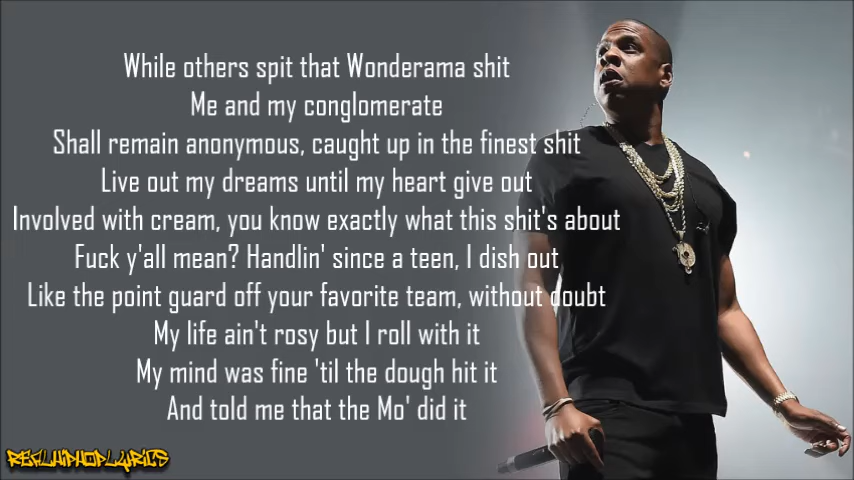 While others spit that Wonderama shit
Me and my conglomerate
Shall remain anonymous, caught up in the finest shit
Live out my dreams until my heart give out
Involved with cream, you know exactly what this shit's about
Fuck y'all mean? Handlin' since a teen, I dish out
Like the point guard off your favorite team, without doubt
My life ain't rosy but I roll with it
My mind was fine 'til the dough hit it
And told me that the Mo' did it
REALHIPHOPLYRICS